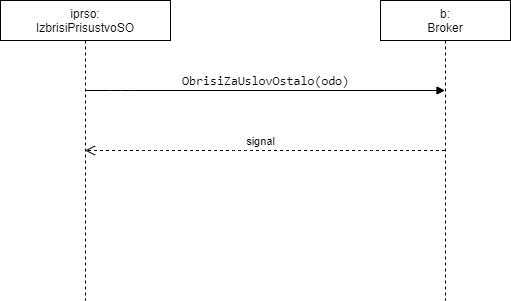 iprso:
IzbrisiPrisustvoSO
b:
Broker
ObrisiZaUslovOstalo(odo)
signal